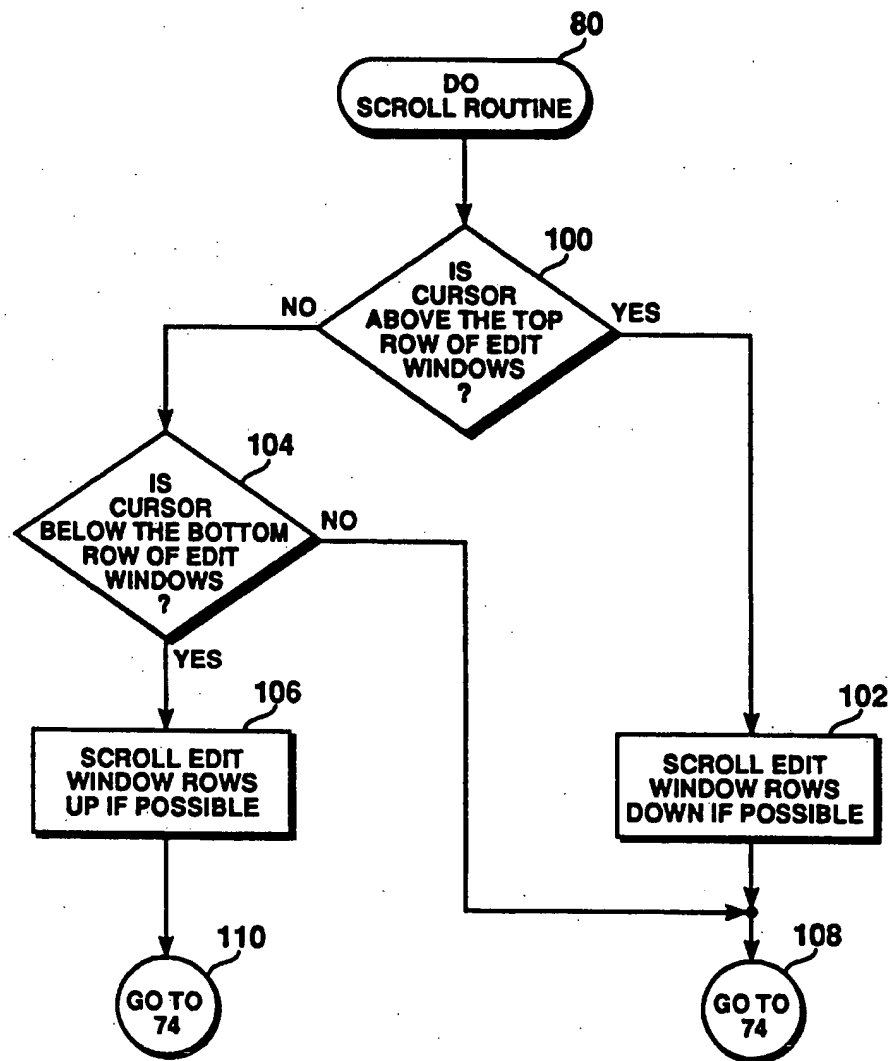 80
DO
SCROLL ROUTINE
100
IS
CURSOR
ABOVE THE TOP
ROW OF EDIT
WINDOWS
?
NO
YES
104
IS
CURSOR
BELOW THE BOTTOM
ROW OF EDIT
WINDOWS
?
NO
YES
106
SCROLL EDIT
WINDOW ROWS
UP IF POSSIBLE
102
SCROLL EDIT
WINDOW ROWS
DOWN IF POSSIBLE
110
GO TO
74
108
GO TO
74